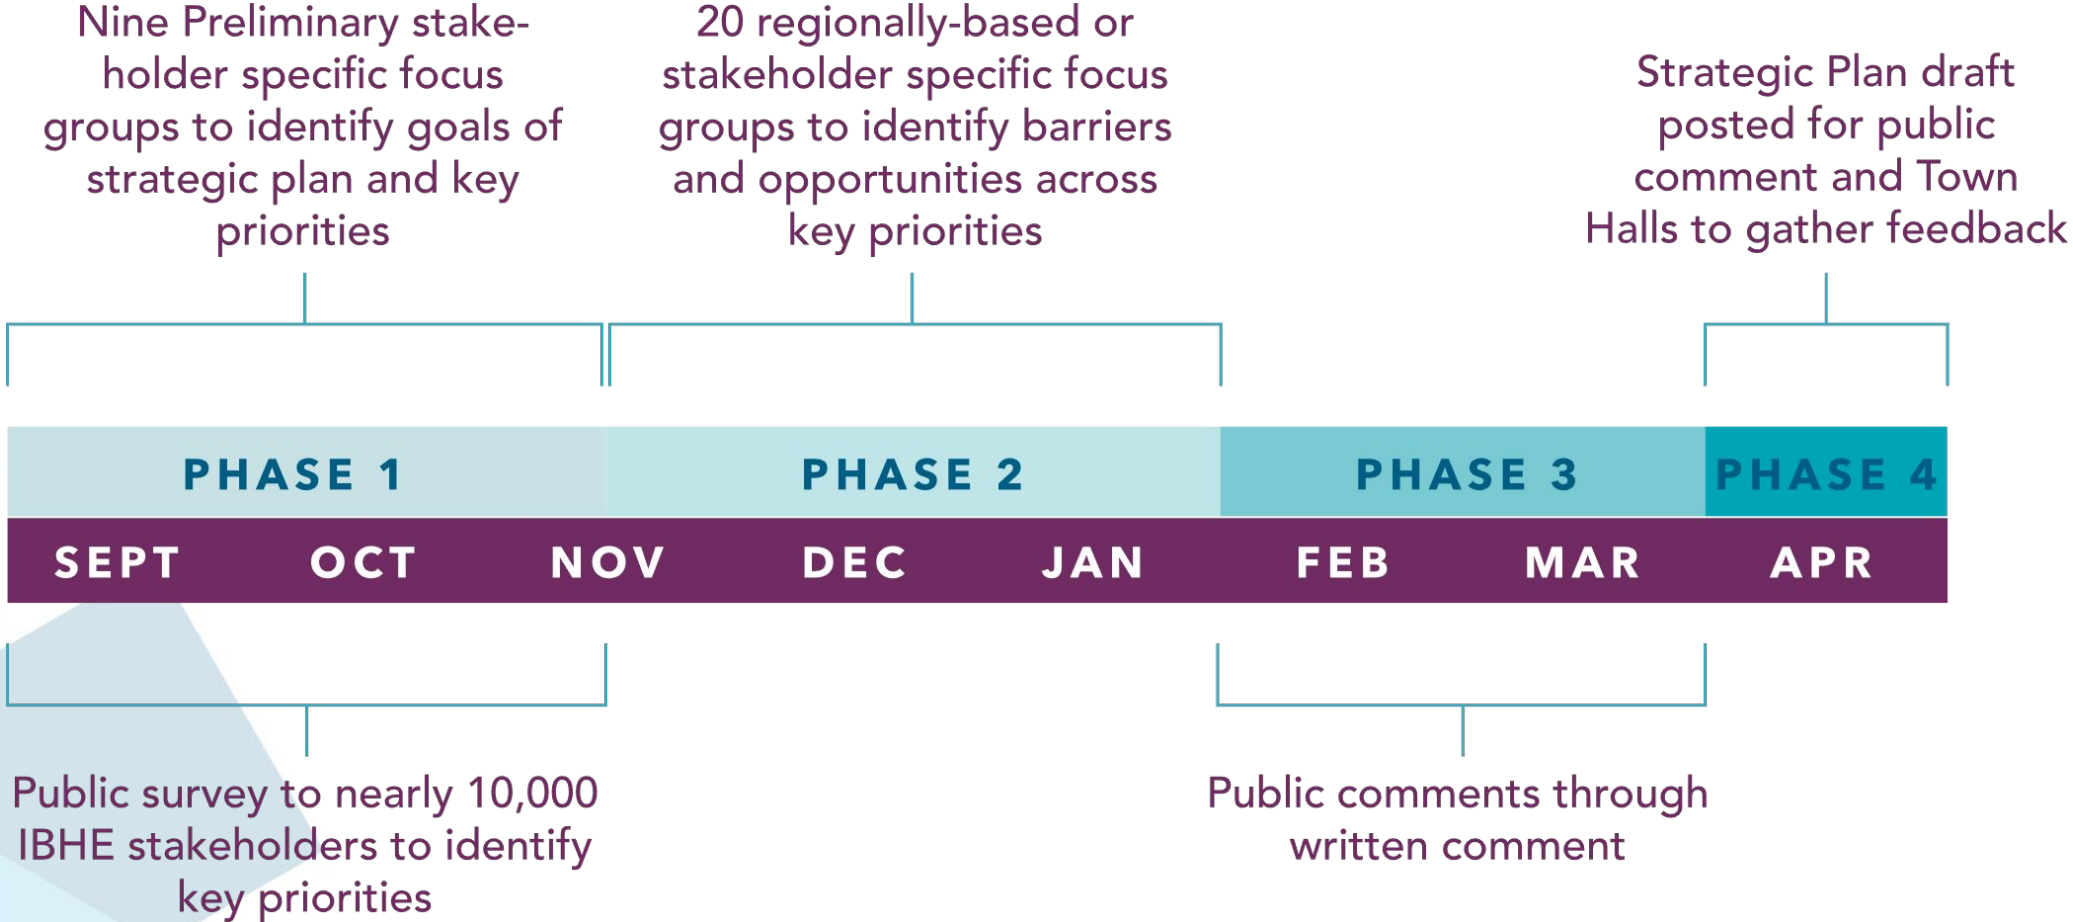 Nine Preliminary stake-
holder specific focus
groups to identify goals of
strategic plan and key
priorities
20 regionally-based or
stakeholder specific focus
groups to identify barriers
and opportunities across
key priorities
Strategic Plan draft
posted for public
comment and Town
Halls to gather feedback
PHASE 1
PHASE 2
PHASE 3
PHASE 4
SEPT
OCT
NOV
DEC
JAN
FEB
MAR
APR
Public survey to nearly 10,000
IBHE stakeholders to identify
key priorities
Public comments through
written comment